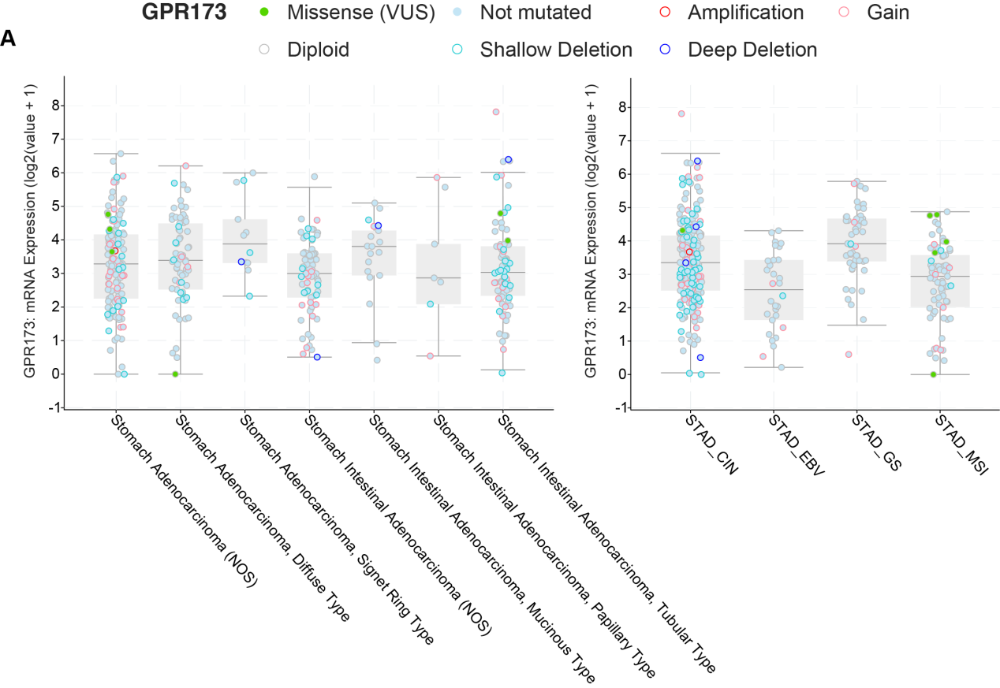 GPR173 Missense (VUS) Not mutated Amplification Gain
A
Diploid Shallow Deletion Deep Deletion
GPR173: mRNA Expression (log2(value + 1)
8
7
6
5
4
3
2
1
0
-1
Stomach Adenocarcinoma (NOS)
Stomach Adenocarcinoma, Diffuse Type
Stomach Adenocarcinoma, Signet Ring Type
Stomach Intestinal Adenocarcinoma (NOS)
Stomach Intestinal Adenocarcinoma, Mucinous Type
Stomach Intestinal Adenocarcinoma, Papillary Type
Stomach Intestinal Adenocarcinoma, Tubular Type
GPR173: mRNA Expression (log2(value + 1)
8
7
6
5
4
3
2
1
0
-1
STAD_CIN
STAD_EBV
STAD_GS
STAD_MSI